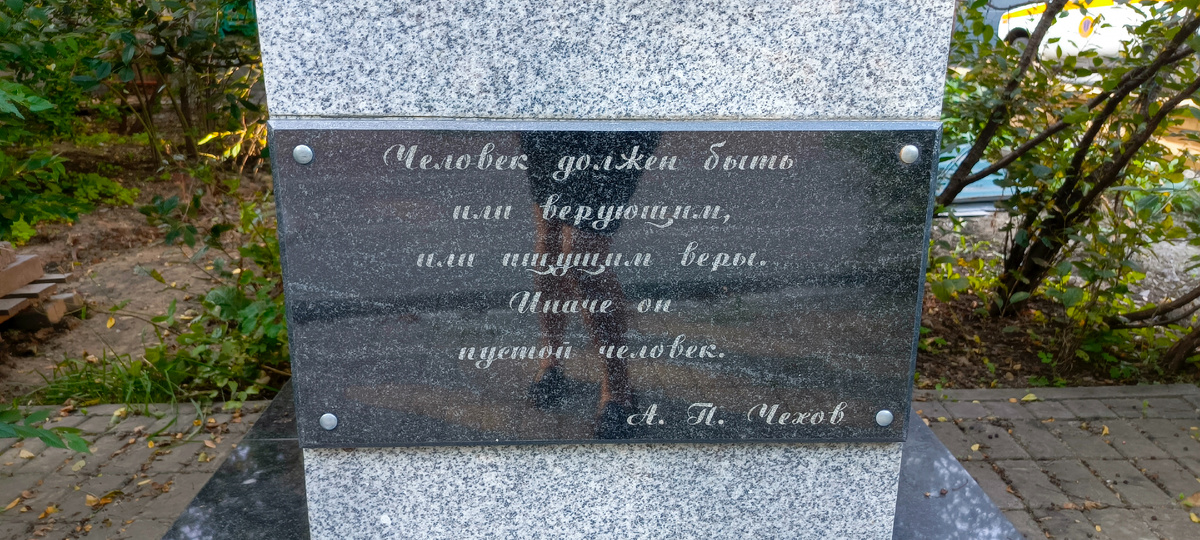 Человек должен быть
или верующим,
или ищущим веры.
Иначе он
пустой человек.
А. П. Чехов